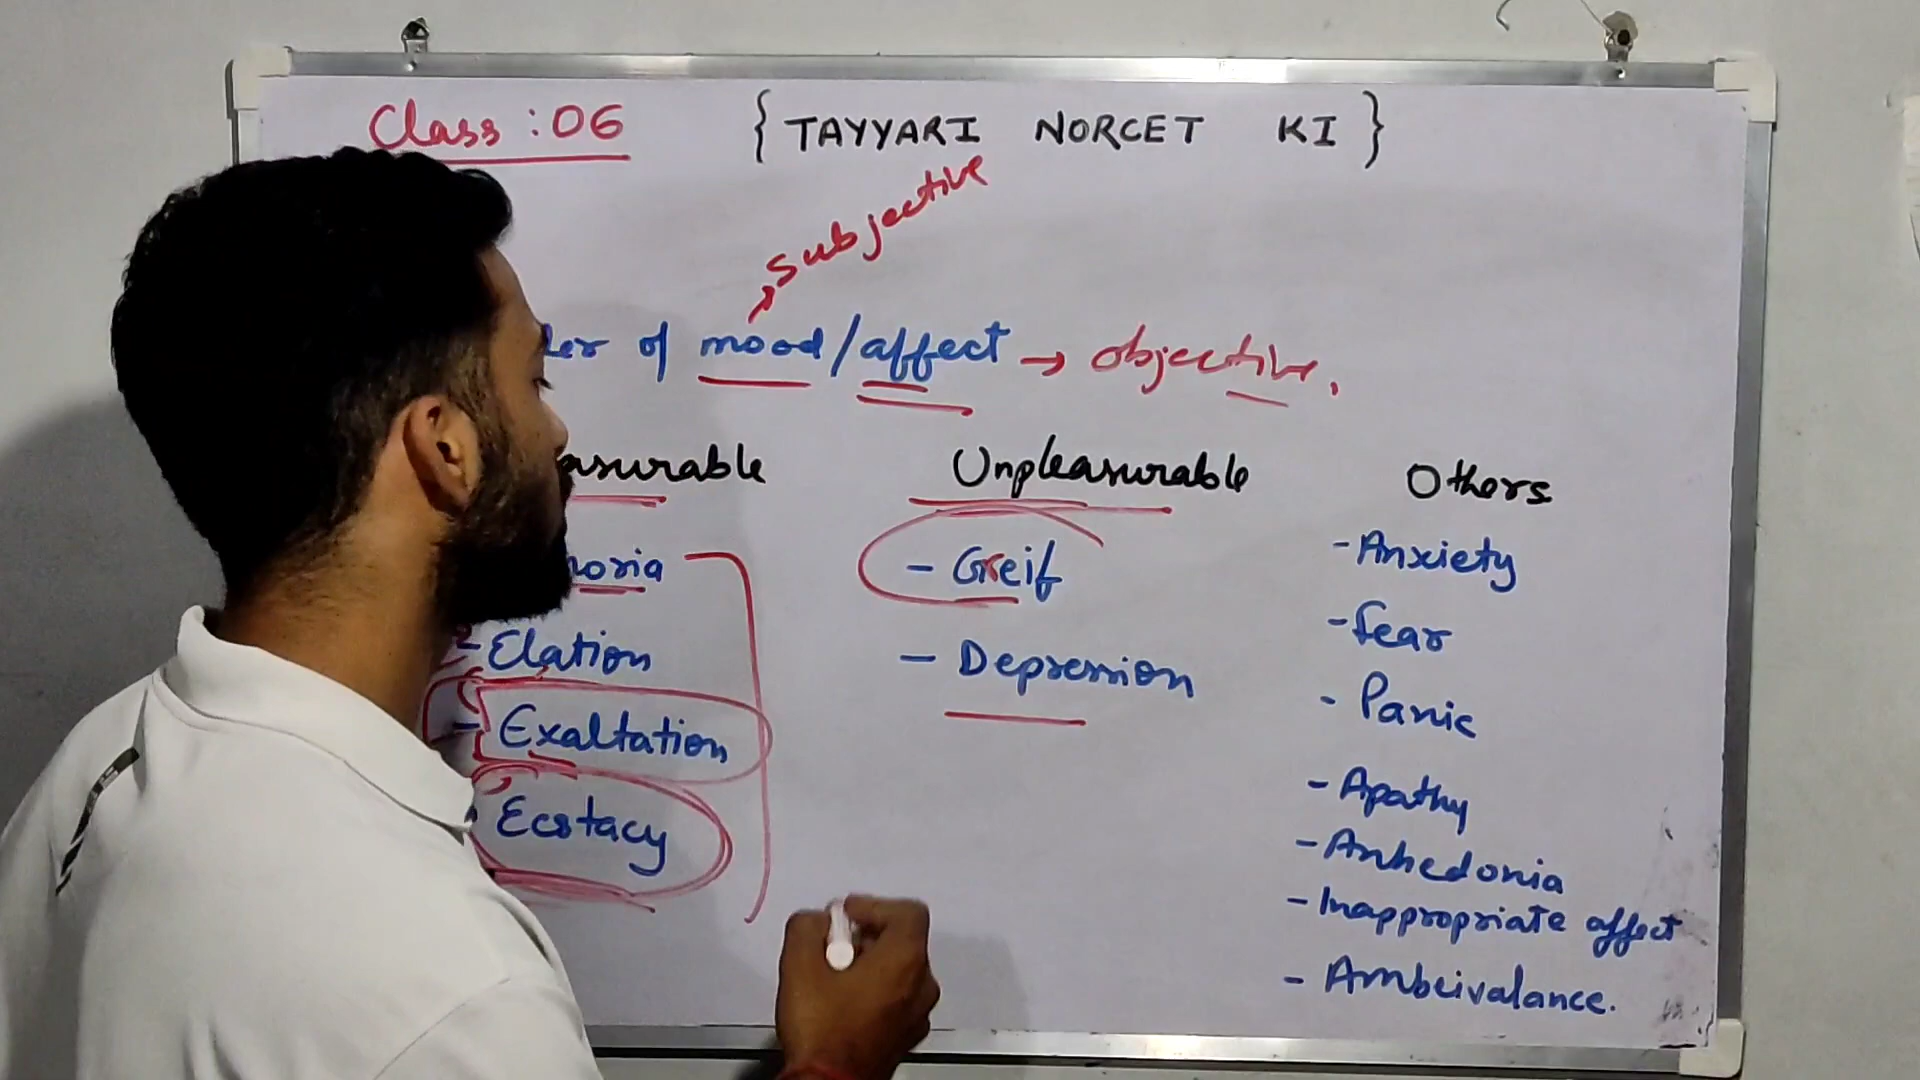 Class : 06 { TAYYARI NORCET KI }
subjective
of mood / affect → objective.
Unpleasurable
Others
- Greif
- Anxiety
- Elation
- fear
- Depression
- Panic
- Exaltation
- Apathy
Ecstacy
- Anhedonia
- Inappropriate affect
- Ambeivalance.